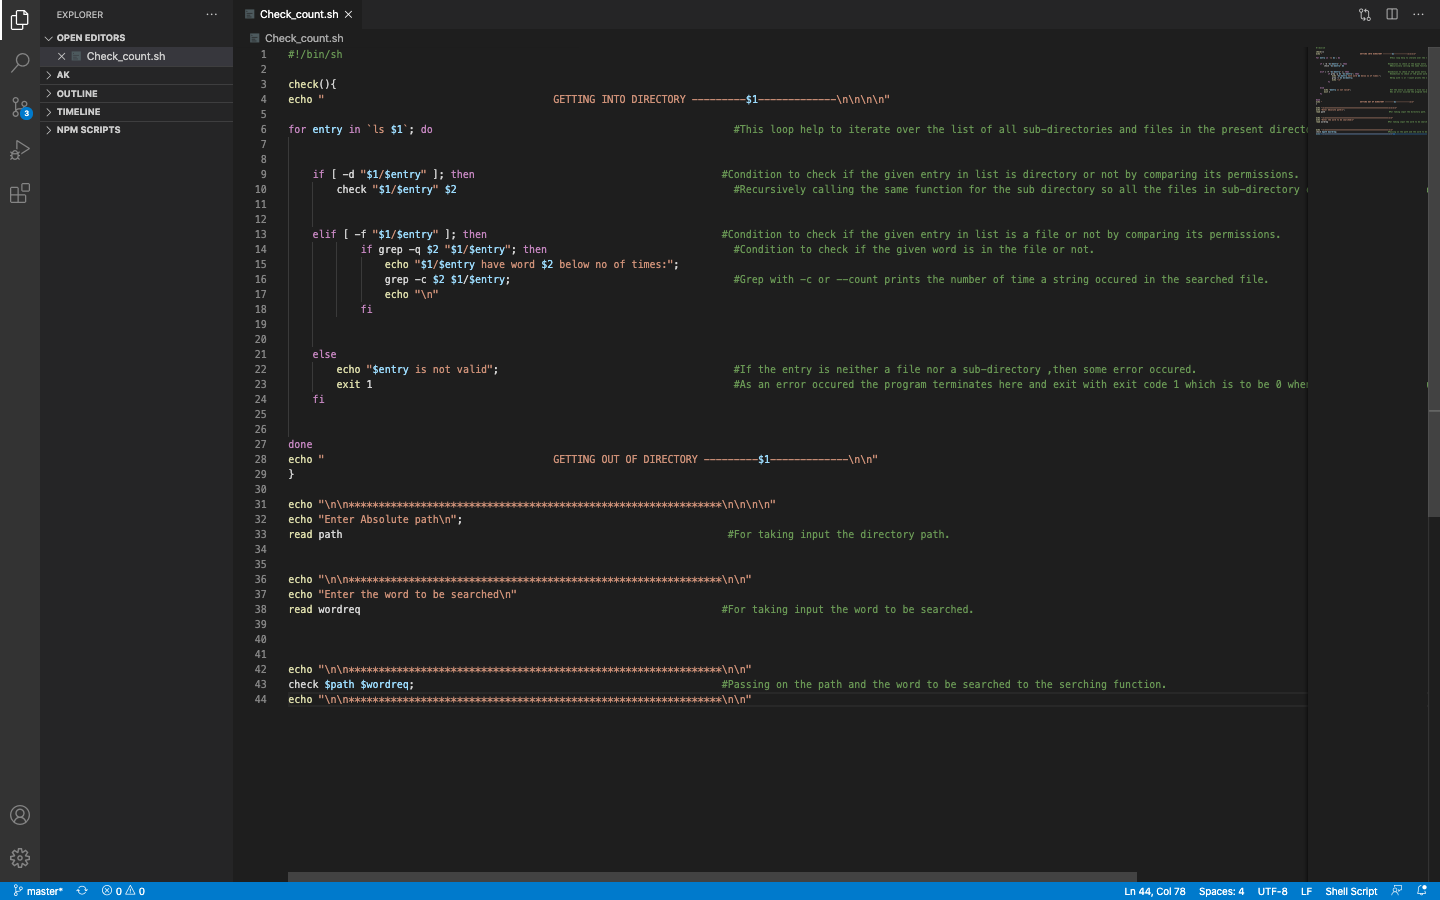 EXPLORER
OPEN EDITORS
Check_count.sh
AK
OUTLINE
TIMELINE
NPM SCRIPTS
3
Check_count.sh
Check_count.sh
1 #!/bin/sh
2
3 check(){
4 echo " GETTING INTO DIRECTORY ---------$1-------------\n\n\n\n"
5
6 for entry in `ls $1`; do #This loop help to iterate over the list of all sub-directories and files in the present direct
7
8
9 if [ -d "$1/$entry" ]; then #Condition to check if the given entry in list is directory or not by comparing its permissions.
10 check "$1/$entry" $2 #Recursively calling the same function for the sub directory so all the files in sub-directory
11
12
13 elif [ -f "$1/$entry" ]; then #Condition to check if the given entry in list is a file or not by comparing its permissions.
14 if grep -q $2 "$1/$entry"; then #Condition to check if the given word is in the file or not.
15 echo "$1/$entry have word $2 below no of times:";
16 grep -c $2 $1/$entry; #Grep with -c or --count prints the number of time a string occured in the searched file.
17 echo "\n"
18 fi
19
20
21 else
22 echo "$entry is not valid"; #If the entry is neither a file nor a sub-directory ,then some error occured.
23 exit 1 #As an error occured the program terminates here and exit with exit code 1 which is to be 0 whe
24 fi
25
26
27 done
28 echo " GETTING OUT OF DIRECTORY ---------$1-------------\n\n"
29 }
30
31 echo "\n\n**************************************************************\n\n\n\n"
32 echo "Enter Absolute path\n";
33 read path #For taking input the directory path.
34
35
36 echo "\n\n**************************************************************\n\n"
37 echo "Enter the word to be searched\n"
38 read wordreq #For taking input the word to be searched.
39
40
41
42 echo "\n\n**************************************************************\n\n"
43 check $path $wordreq; #Passing on the path and the word to be searched to the serching function.
44 echo "\n\n**************************************************************\n\n"
master* 0 0 Ln 44, Col 78 Spaces: 4 UTF-8 LF Shell Script